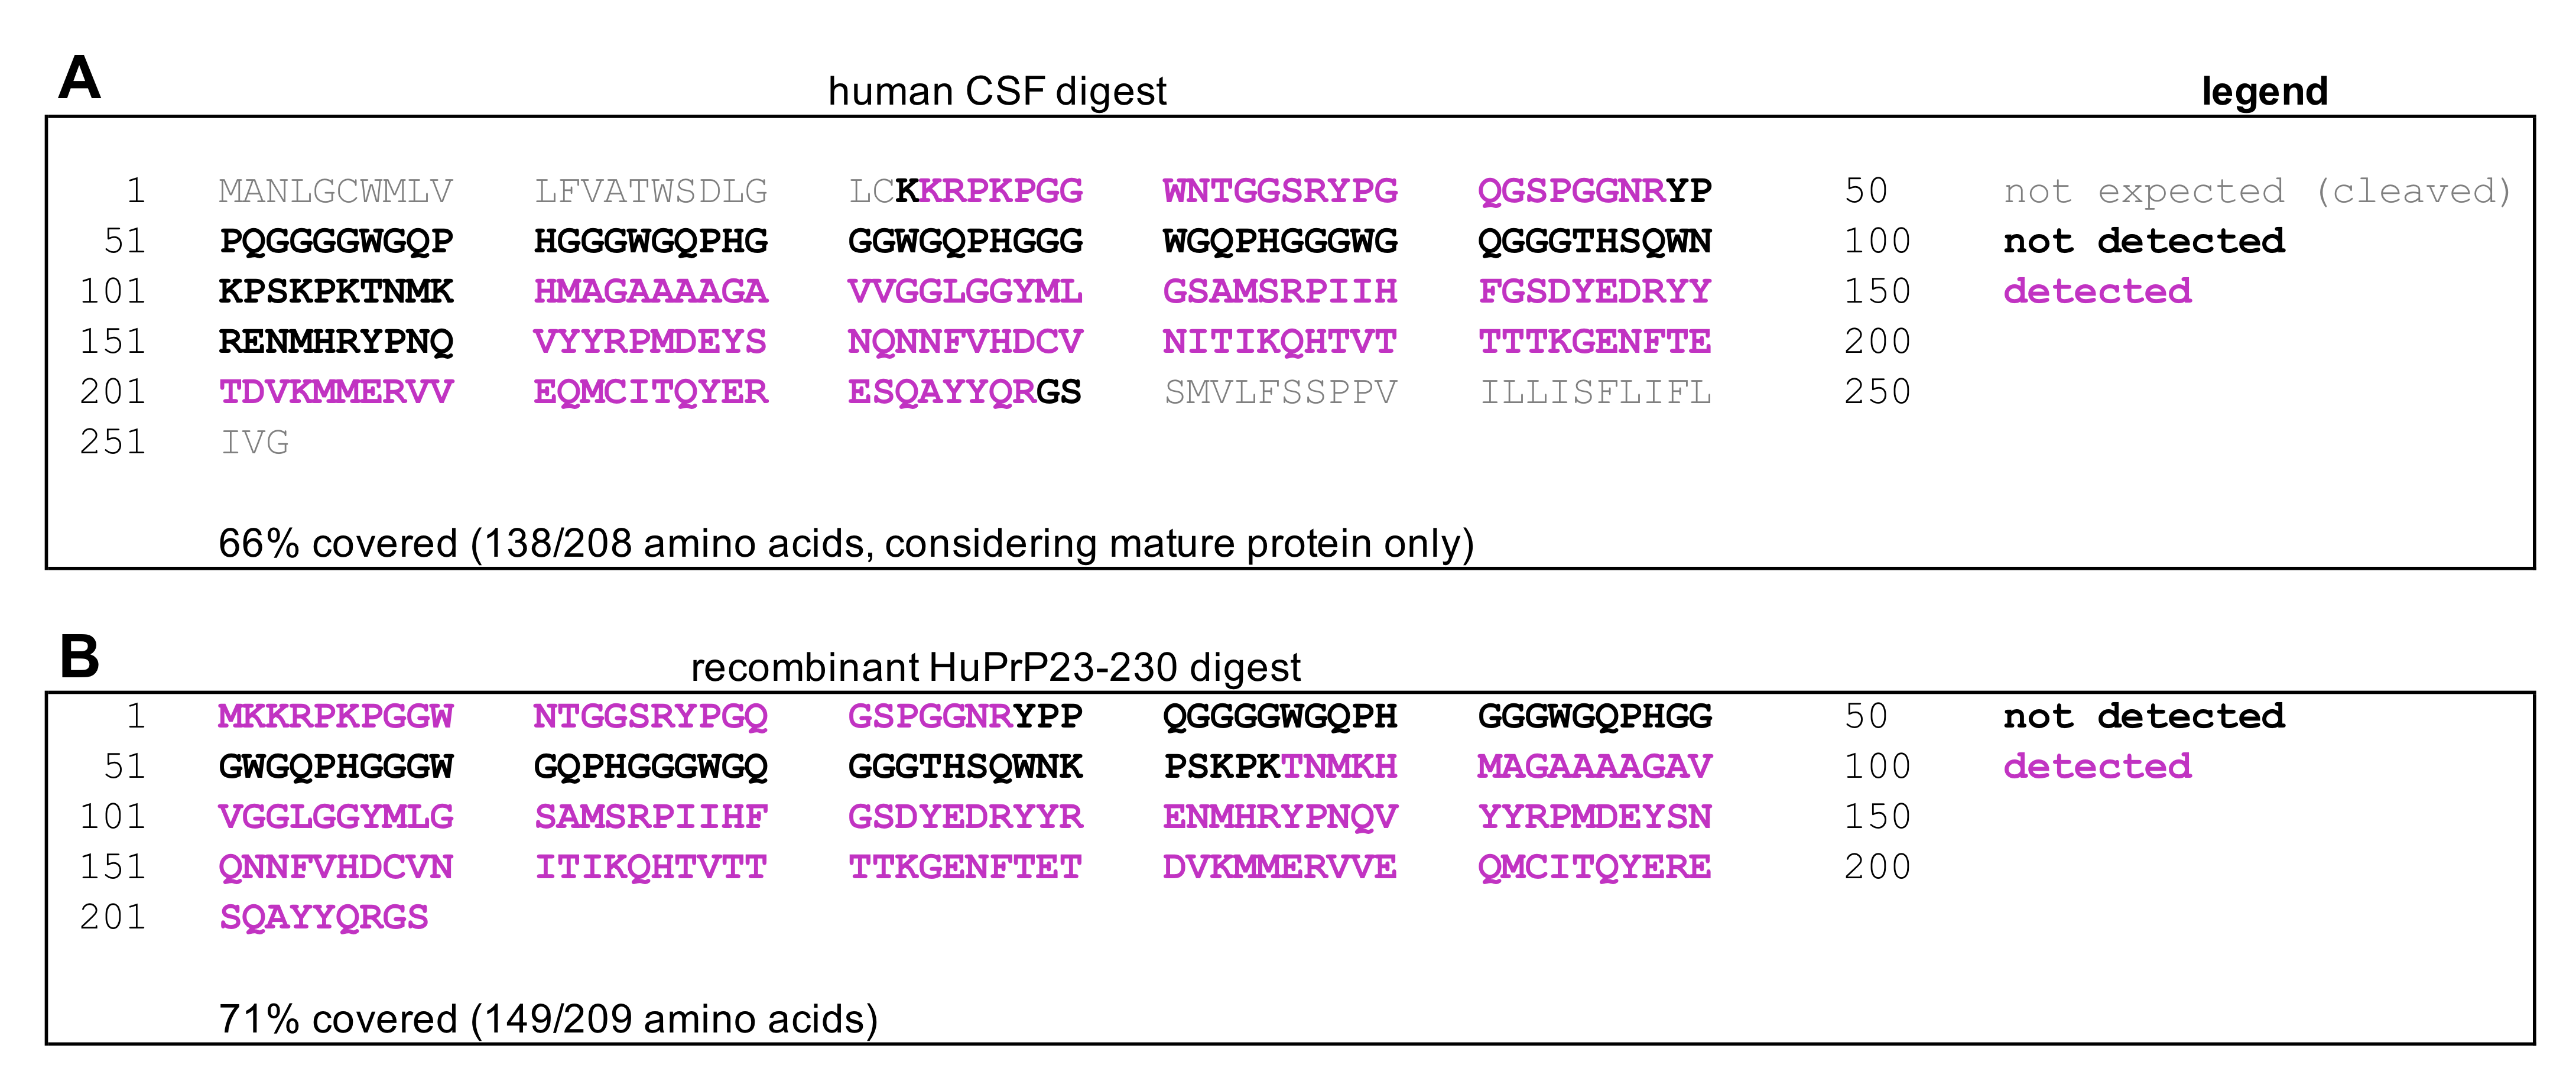 A
human CSF digest legend
1 MANLGCWMLV LFVATWSDLG LCKKRPKPGG WNTGGSRYPG QGSPGGNRYP 50 not expected (cleaved)
51 PQGGGGWGQP HGGGWGQPHG GGWGQPHGGG WGQPHGGGWG QGGGTHSQWN 100 not detected
101 KPSKPKTNMK HMAGAAAAGA VVGGLGGYML GSAMSRPIIH FGSDYEDRYY 150 detected
151 RENMHRYPNQ VYYRPMDEYS NQNNFVHDCV NITIKQHTVT TTTKGENFTE 200
201 TDVKMMERVV EQMCITQYER ESQAYYQRGS SMVLFSSPPV ILLISFLIFL 250
251 IVG
66% covered (138/208 amino acids, considering mature protein only)
B
recombinant HuPrP23-230 digest
1 MKKRPKPGGW NTGGSRYPGQ GSPGGNRYPP QGGGGWGQPH GGGWGQPHGG 50 not detected
51 GWGQPHGGGW GQPHGGGWGQ GGGTHSQWNK PSKPKTNMKH MAGAAAAGAV 100 detected
101 VGGLGGYMLG SAMSRPIIHF GSDYEDRYYR ENMHRYPNQV YYRPMDEYSN 150
151 QNNFVHDCVN ITIKQHTVTT TTKGENFTET DVKMMERVVE QMCITQYERE 200
201 SQAYYQRGS
71% covered (149/209 amino acids)